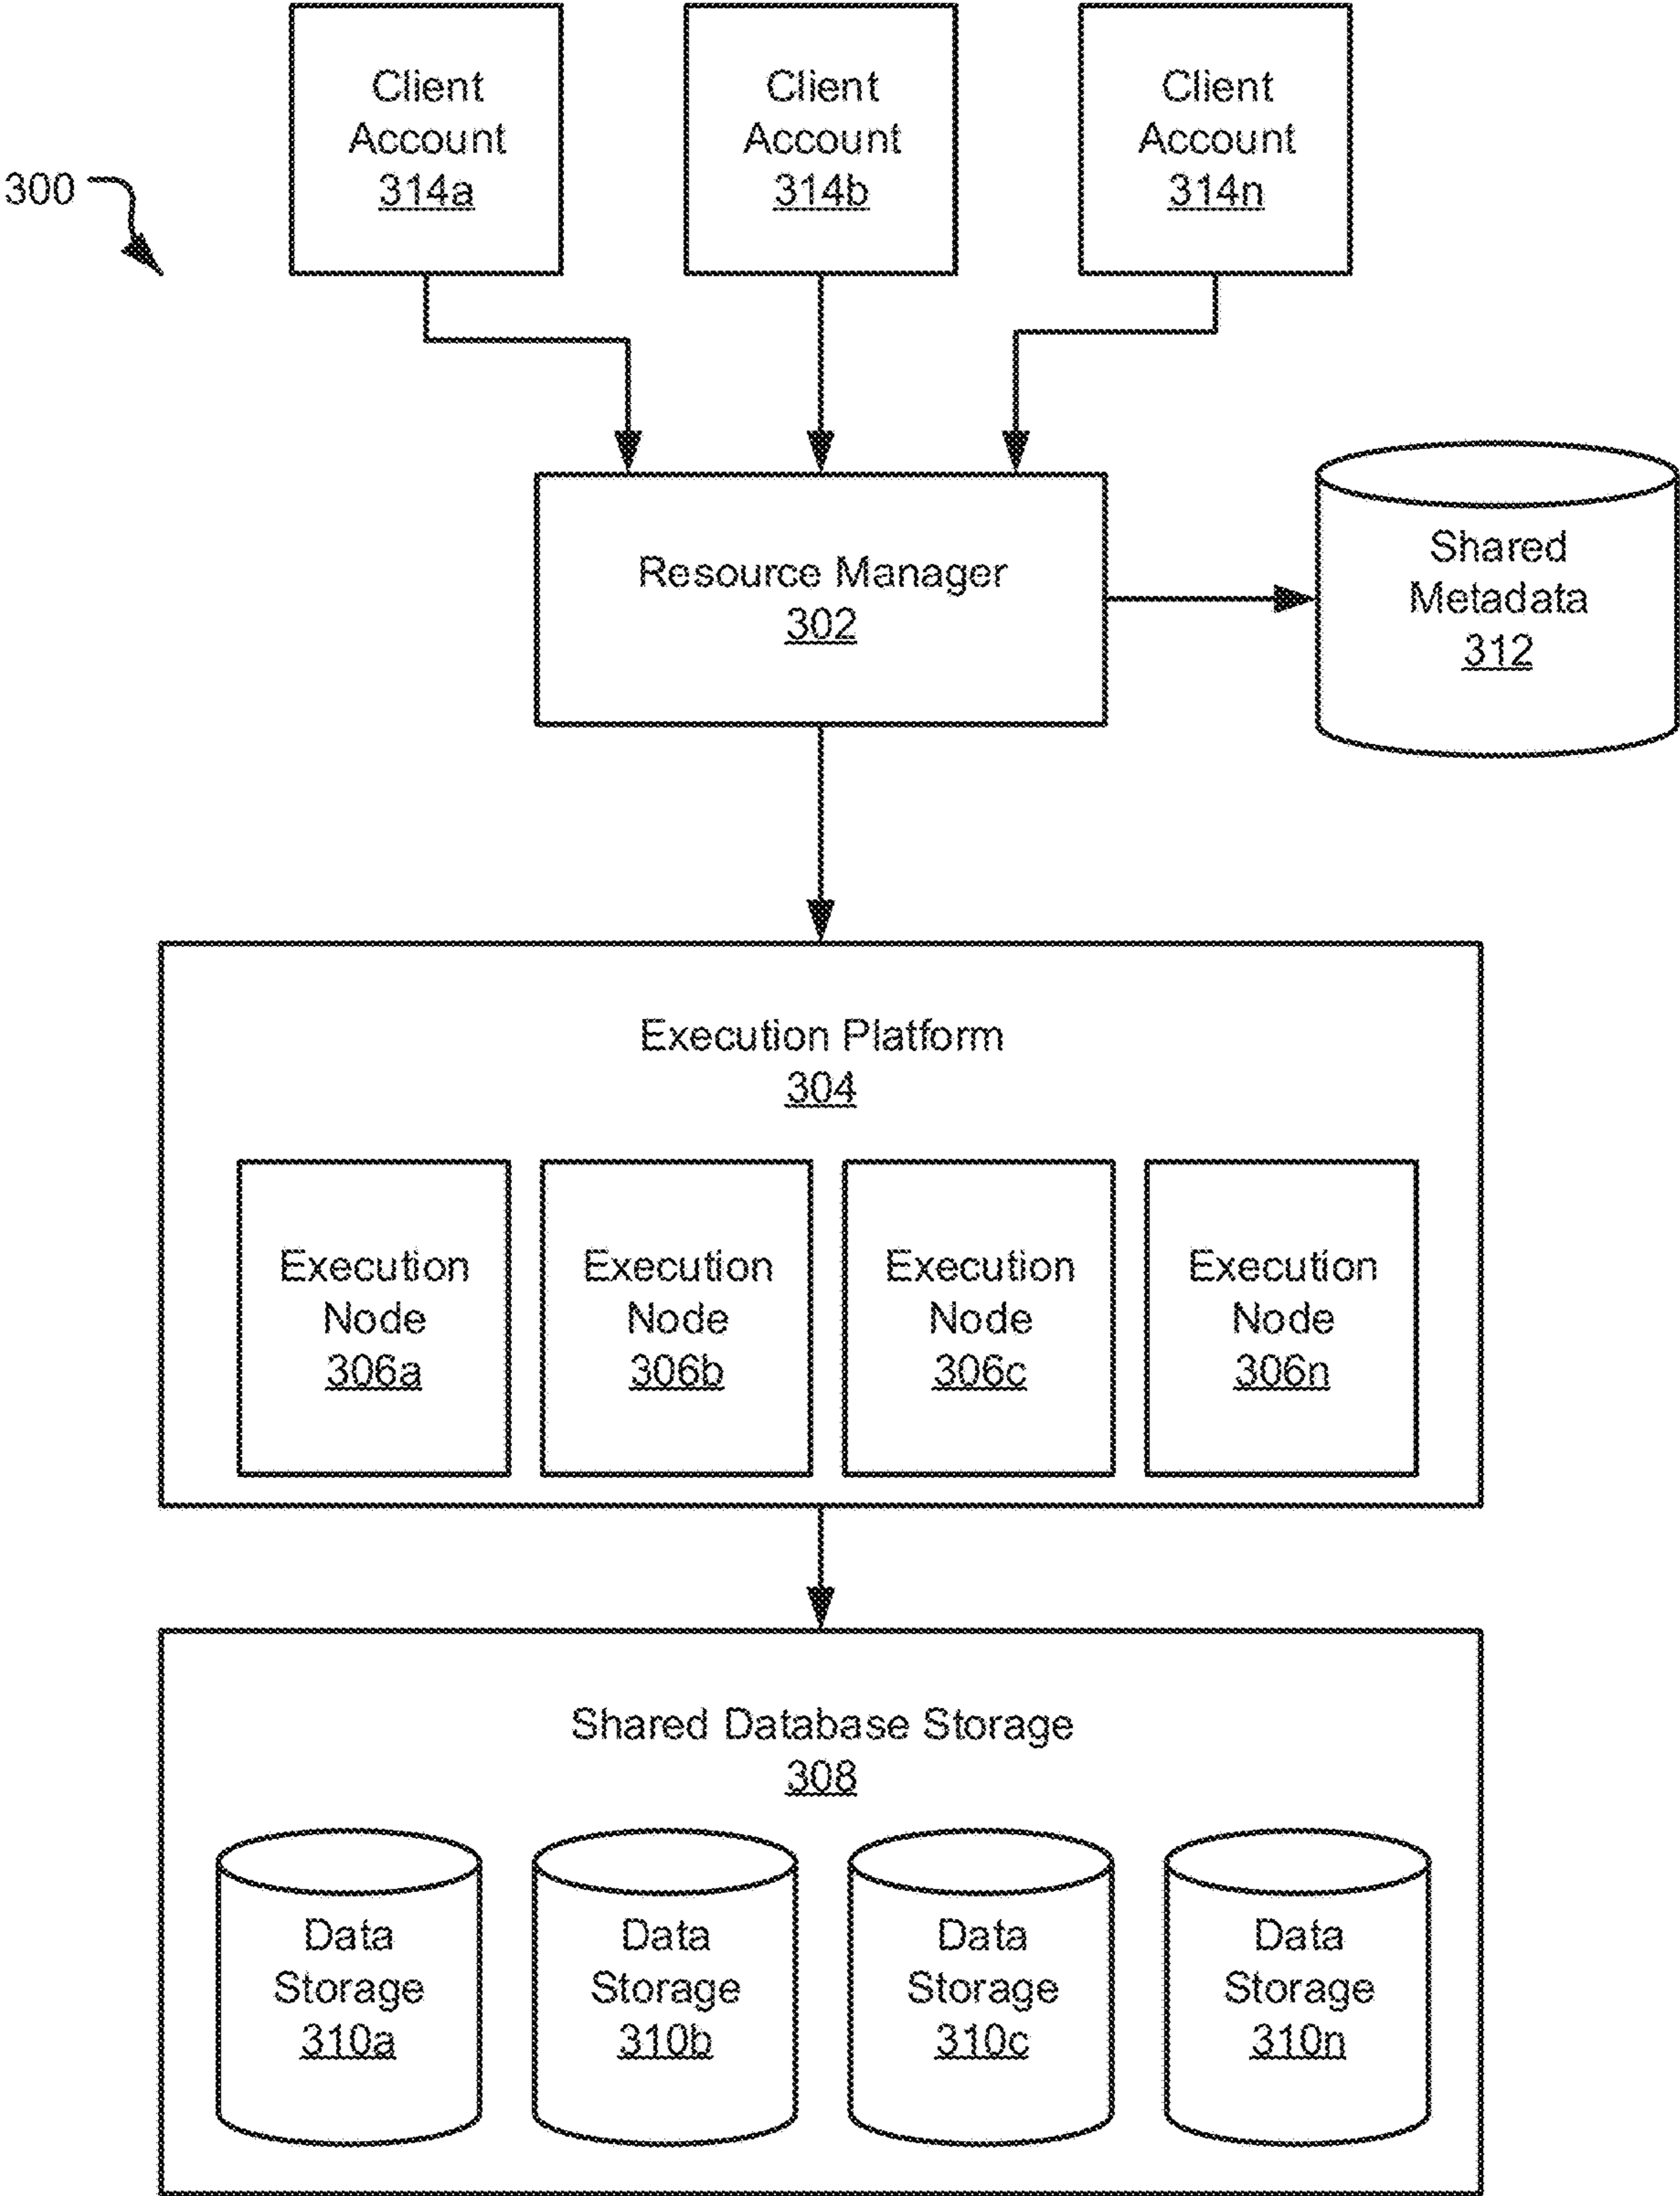 Client
Account
314a
Client
Account
314b
Client
Account
314n
300
Resource Manager
302
Shared
Metadata
312
Execution Platform
304
Execution
Node
306a
Execution
Node
306b
Execution
Node
306c
Execution
Node
306n
Shared Database Storage
308
Data
Storage
310a
Data
Storage
310b
Data
Storage
310c
Data
Storage
310n